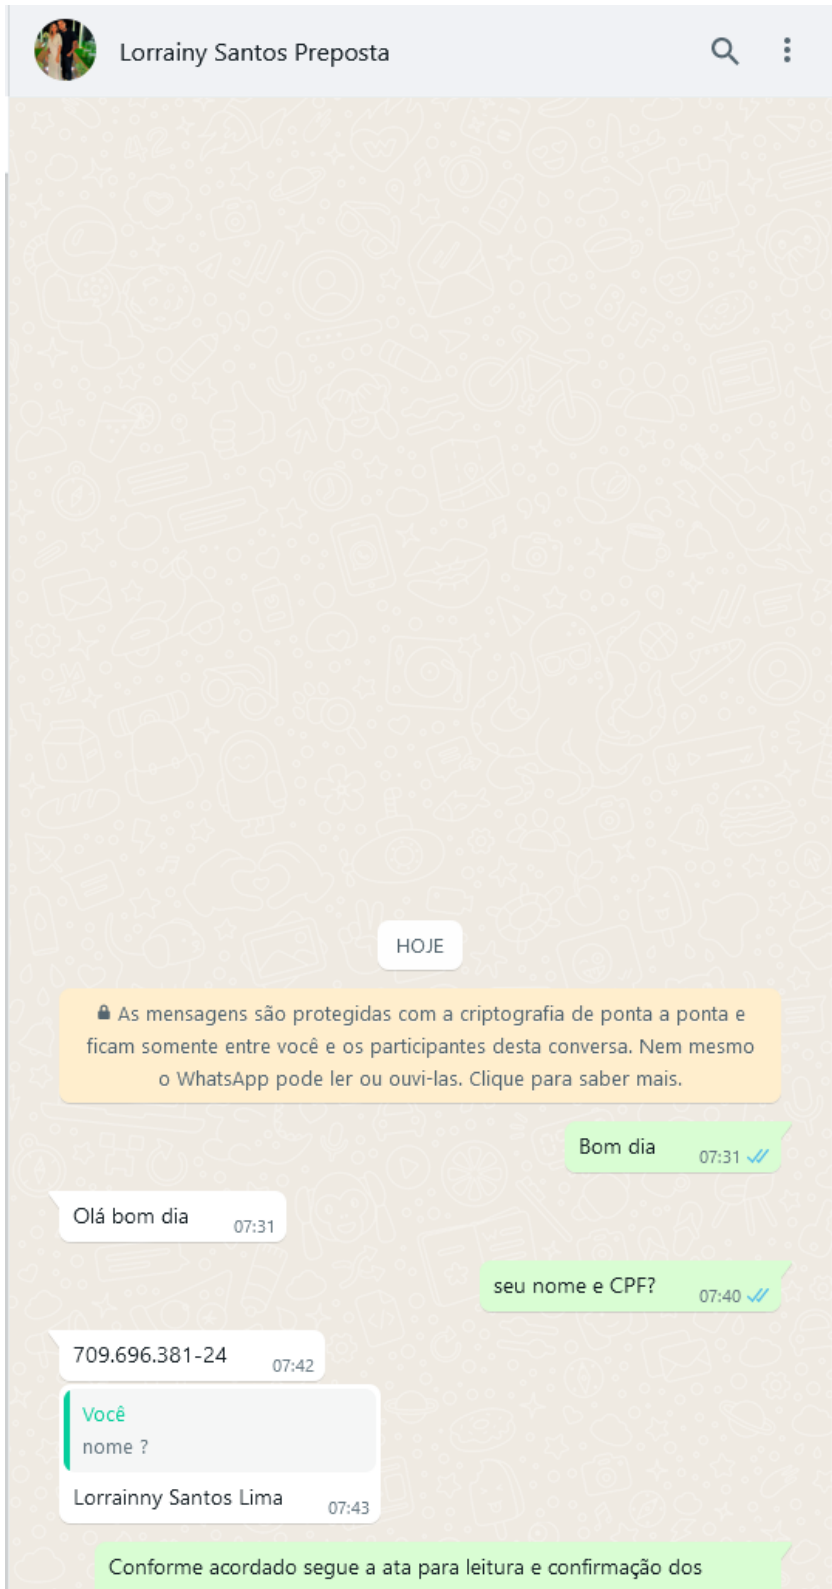 Lorrainy Santos Preposta
HOJE
As mensagens são protegidas com a criptografia de ponta a ponta e
ficam somente entre você e os participantes desta conversa. Nem mesmo
o WhatsApp pode ler ou ouvi-las. Clique para saber mais.
Bom dia 07:31
Olá bom dia 07:31
seu nome e CPF? 07:40
709.696.381-24 07:42
Você
nome ?
Lorrainny Santos Lima 07:43
Conforme acordado segue a ata para leitura e confirmação dos